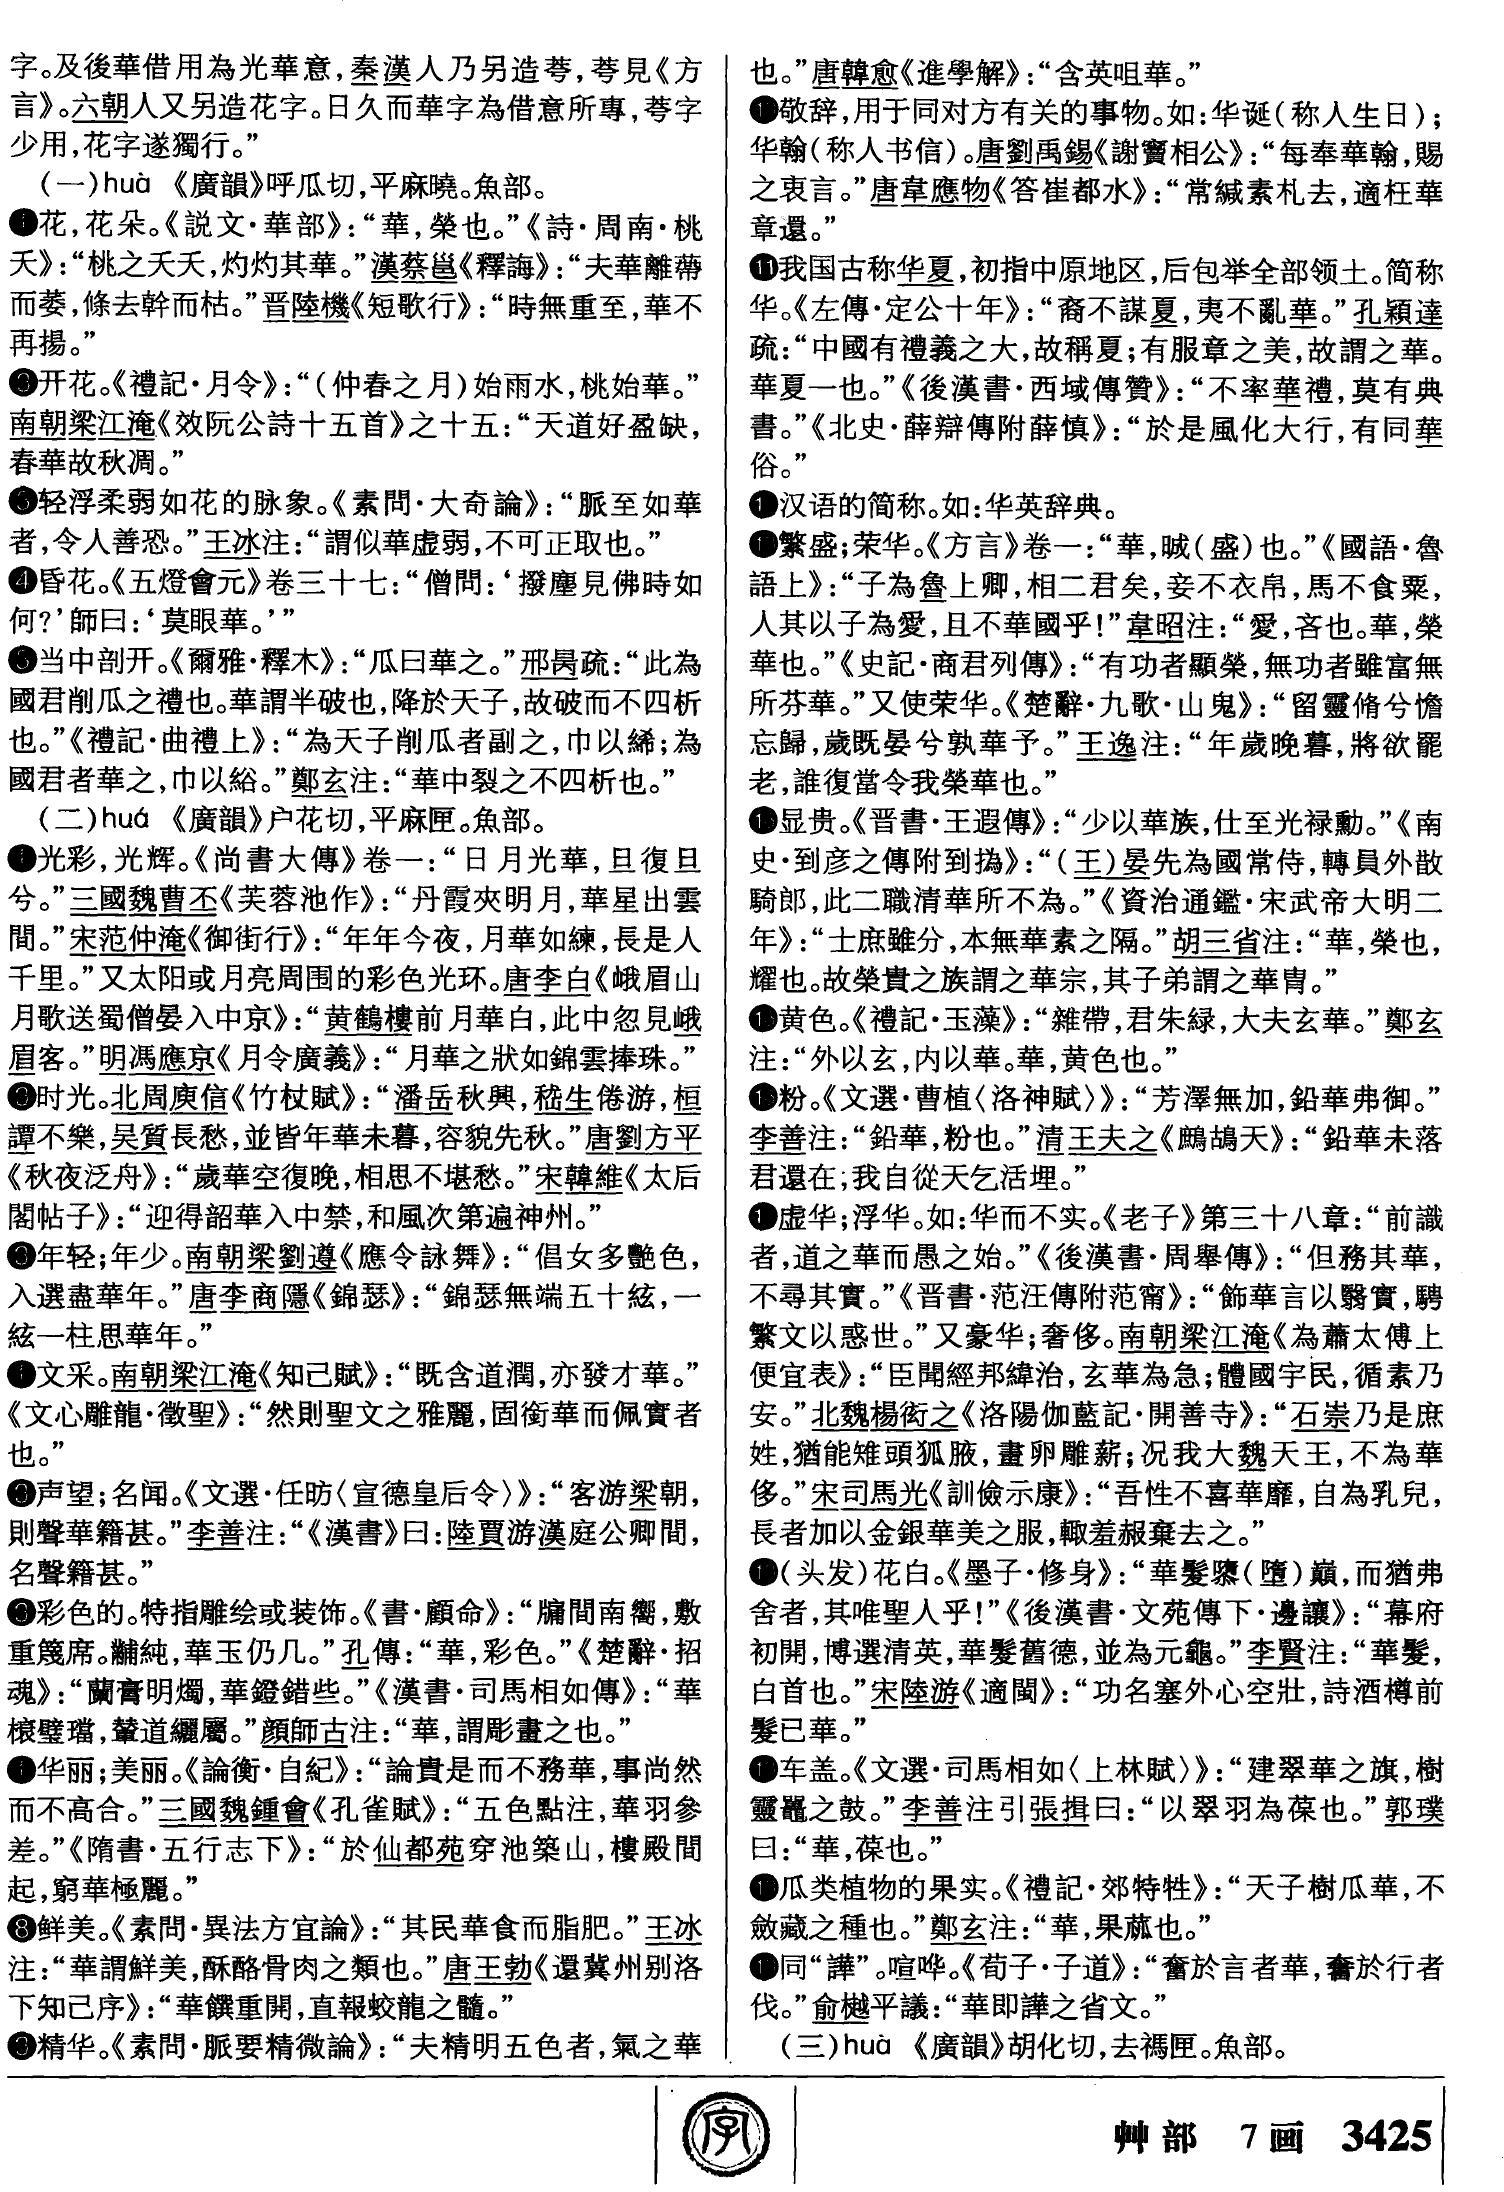 字。及後華借用為光華意，秦漢人乃另造荂，荂見《方
言》。六朝人又另造花字。日久而華字為借意所專，荂字
少用，花字遂獨行。”
(一)huā 《廣韻》呼瓜切，平麻曉。魚部。
❶花，花朵。《説文·華部》：“華，榮也。”《詩·周南·桃
夭》：“桃之夭夭，灼灼其華。”漢蔡邕《釋誨》：“夫華離蔕
而萎，條去幹而枯。”晋陸機《短歌行》：“時無重至，華不
再揚。”
❷开花。《禮記·月令》：“(仲春之月)始雨水，桃始華。”
南朝梁江淹《效阮公詩十五首》之十五：“天道好盈缺，
春華故秋凋。”
❸轻浮柔弱如花的脉象。《素問·大奇論》：“脈至如華
者，令人善恐。”王冰注：“謂似華虚弱，不可正取也。”
❹昏花。《五燈會元》卷三十七：“僧問：‘撥塵見佛時如
何？’師曰：‘莫眼華。’”
❺当中剖开。《爾雅·釋木》：“瓜曰華之。”邢昺疏：“此為
國君削瓜之禮也。華謂半破也，降於天子，故破而不四析
也。”《禮記·曲禮上》：“為天子削瓜者副之，巾以絺；為
國君者華之，巾以綌。”鄭玄注：“華中裂之不四析也。”
(二)huá 《廣韻》户花切，平麻匣。魚部。
❶光彩，光辉。《尚書大傳》卷一：“日月光華，旦復旦
兮。”三國魏曹丕《芙蓉池作》：“丹霞夾明月，華星出雲
間。”宋范仲淹《御街行》：“年年今夜，月華如練，長是人
千里。”又太阳或月亮周围的彩色光环。唐李白《峨眉山
月歌送蜀僧晏入中京》：“黄鶴樓前月華白，此中忽見峨
眉客。”明馮應京《月令廣義》：“月華之狀如錦雲捧珠。”
❷时光。北周庾信《竹杖賦》：“潘岳秋興，嵇生倦游，桓
譚不樂，吴質長愁，並皆年華未暮，容貌先秋。”唐劉方平
《秋夜泛舟》：“歲華空復晚，相思不堪愁。”宋韓維《太后
閣帖子》：“迎得韶華入中禁，和風次第遍神州。”
❸年轻；年少。南朝梁劉遵《應令詠舞》：“倡女多艷色，
入選盡華年。”唐李商隱《錦瑟》：“錦瑟無端五十絃，一
絃一柱思華年。”
❹文采。南朝梁江淹《知己賦》：“既含道潤，亦發才華。”
《文心雕龍·徵聖》：“然則聖文之雅麗，固銜華而佩實者
也。”
❺声望；名闻。《文選·任昉〈宣德皇后令〉》：“客游梁朝，
則聲華籍甚。”李善注：“《漢書》曰：陸賈游漢庭公卿間，
名聲籍甚。”
❻彩色的。特指雕绘或装饰。《書·顧命》：“牖間南嚮，敷
重篾席。黼純，華玉仍几。”孔傳：“華，彩色。”《楚辭·招
魂》：“蘭膏明燭，華鐙錯些。”《漢書·司馬相如傳》：“華
榱璧璫，輦道纚屬。”顔師古注：“華，謂彫畫之也。”
❼华丽；美丽。《論衡·自紀》：“論貴是而不務華，事尚然
而不高合。”三國魏鍾會《孔雀賦》：“五色點注，華羽參
差。”《隋書·五行志下》：“於仙都苑穿池築山，樓殿間
起，窮華極麗。”
❽鲜美。《素問·異法方宜論》：“其民華食而脂肥。”王冰
注：“華謂鮮美，酥酪骨肉之類也。”唐王勃《還冀州别洛
下知己序》：“華饌重開，直報蛟龍之髓。”
❾精华。《素問·脈要精微論》：“夫精明五色者，氣之華
也。”唐韓愈《進學解》：“含英咀華。”
❿敬辞，用于同对方有关的事物。如：华诞(称人生日)；
华翰(称人书信)。唐劉禹錫《謝竇相公》：“每奉華翰，賜
之衷言。”唐韋應物《答崔都水》：“常緘素札去，適枉華
章還。”
⓫我国古称华夏，初指中原地区，后包举全部领土。简称
华。《左傳·定公十年》：“裔不謀夏，夷不亂華。”孔穎達
疏：“中國有禮義之大，故稱夏；有服章之美，故謂之華。
華夏一也。”《後漢書·西域傳贊》：“不率華禮，莫有典
書。”《北史·薛辯傳附薛慎》：“於是風化大行，有同華
俗。”
⓬汉语的简称。如：华英辞典。
⓭繁盛；荣华。《方言》卷一：“華，晠(盛)也。”《國語·魯
語上》：“子為魯上卿，相二君矣，妾不衣帛，馬不食粟，
人其以子為愛，且不華國乎！”韋昭注：“愛，吝也。華，榮
華也。”《史記·商君列傳》：“有功者顯榮，無功者雖富無
所芬華。”又使荣华。《楚辭·九歌·山鬼》：“留靈脩兮憺
忘歸，歲既晏兮孰華予。”王逸注：“年歲晚暮，將欲罷
老，誰復當令我榮華也。”
⓮显贵。《晋書·王遐傳》：“少以華族，仕至光禄勳。”《南
史·到彦之傳附到撝》：“(王)晏先為國常侍，轉員外散
騎郎，此二職清華所不為。”《資治通鑑·宋武帝大明二
年》：“士庶雖分，本無華素之隔。”胡三省注：“華，榮也，
耀也。故榮貴之族謂之華宗，其子弟謂之華胄。”
⓯黄色。《禮記·玉藻》：“雜帶，君朱緑，大夫玄華。”鄭玄
注：“外以玄，内以華。華，黄色也。”
⓰粉。《文選·曹植〈洛神賦〉》：“芳澤無加，鉛華弗御。”
李善注：“鉛華，粉也。”清王夫之《鷓鴣天》：“鉛華未落
君還在；我自從天乞活埋。”
⓱虚华；浮华。如：华而不实。《老子》第三十八章：“前識
者，道之華而愚之始。”《後漢書·周舉傳》：“但務其華，
不尋其實。”《晋書·范汪傳附范甯》：“飾華言以翳實，騁
繁文以惑世。”又豪华；奢侈。南朝梁江淹《為蕭太傅上
便宜表》：“臣聞經邦緯治，玄華為急；體國字民，循素乃
安。”北魏楊衒之《洛陽伽藍記·開善寺》：“石崇乃是庶
姓，猶能雉頭狐腋，畫卵雕薪；况我大魏天王，不為華
侈。”宋司馬光《訓儉示康》：“吾性不喜華靡，自為乳兒，
長者加以金銀華美之服，輒羞赧棄去之。”
⓲(头发)花白。《墨子·修身》：“華髮隳(墮)巔，而猶弗
舍者，其唯聖人乎！”《後漢書·文苑傳下·邊讓》：“幕府
初開，博選清英，華髮舊德，並為元龜。”李賢注：“華髮，
白首也。”宋陸游《適閩》：“功名塞外心空壯，詩酒樽前
髮已華。”
⓳车盖。《文選·司馬相如〈上林賦〉》：“建翠華之旗，樹
靈鼉之鼓。”李善注引張揖曰：“以翠羽為葆也。”郭璞
曰：“華，葆也。”
⓴瓜类植物的果实。《禮記·郊特牲》：“天子樹瓜華，不
斂藏之種也。”鄭玄注：“華，果蓏也。”
同“譁”。喧哗。《荀子·子道》：“奮於言者華，奮於行者
伐。”俞樾平議：“華即譁之省文。”
(三)huà 《廣韻》胡化切，去禡匣。魚部。
字
艸部 7画 3425